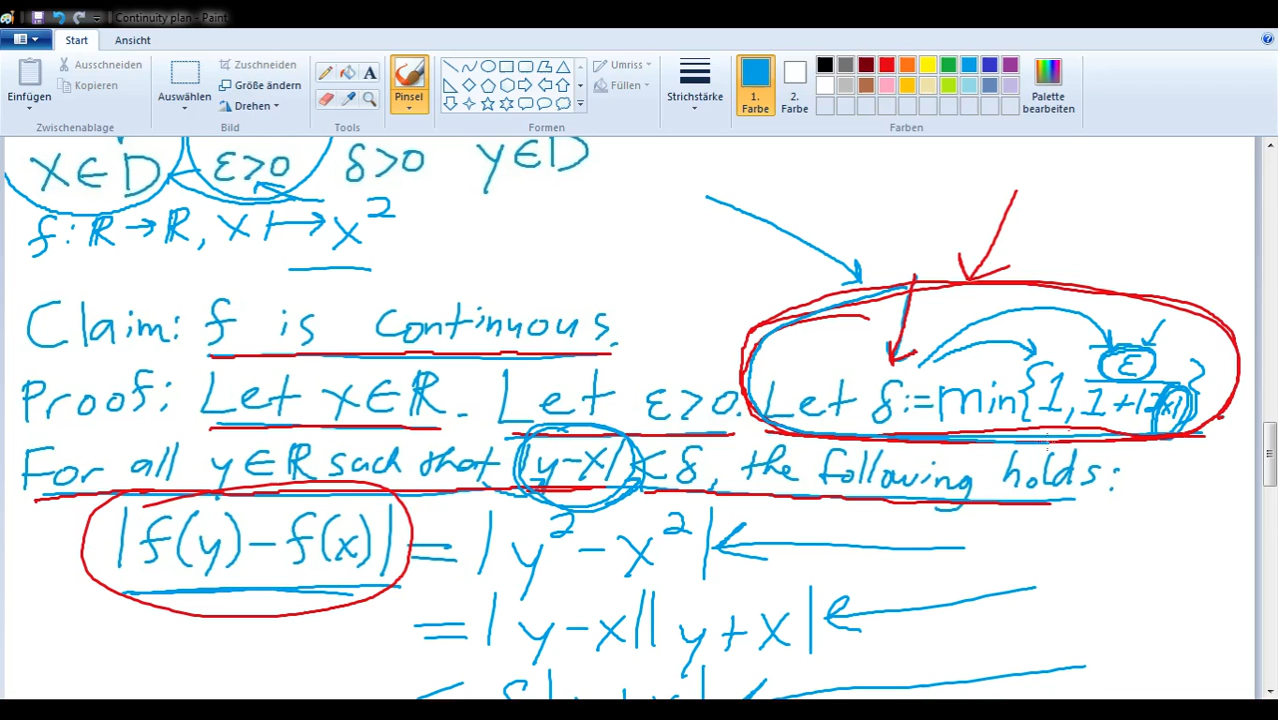 Continuity plan - Paint
Start Ansicht
Einfügen Ausschneiden Kopieren Zwischenablage
Auswählen Zuschneiden Größe ändern Drehen Bild
Pinsel Tools
Umriss Füllen Formen
Strichstärke
1. Farbe 2. Farbe Palette bearbeiten Farben
x∈D ε>0 δ>0 y∈D
f: ℝ→ℝ, x↦x²
Claim: f is continuous.
Proof: Let x∈ℝ. Let ε>0. Let δ:=min{1, ε/(1+|2x|)}
For all y∈ℝ such that |y-x|<δ, the following holds:
|f(y)-f(x)| = |y²-x²|
= |y-x||y+x|